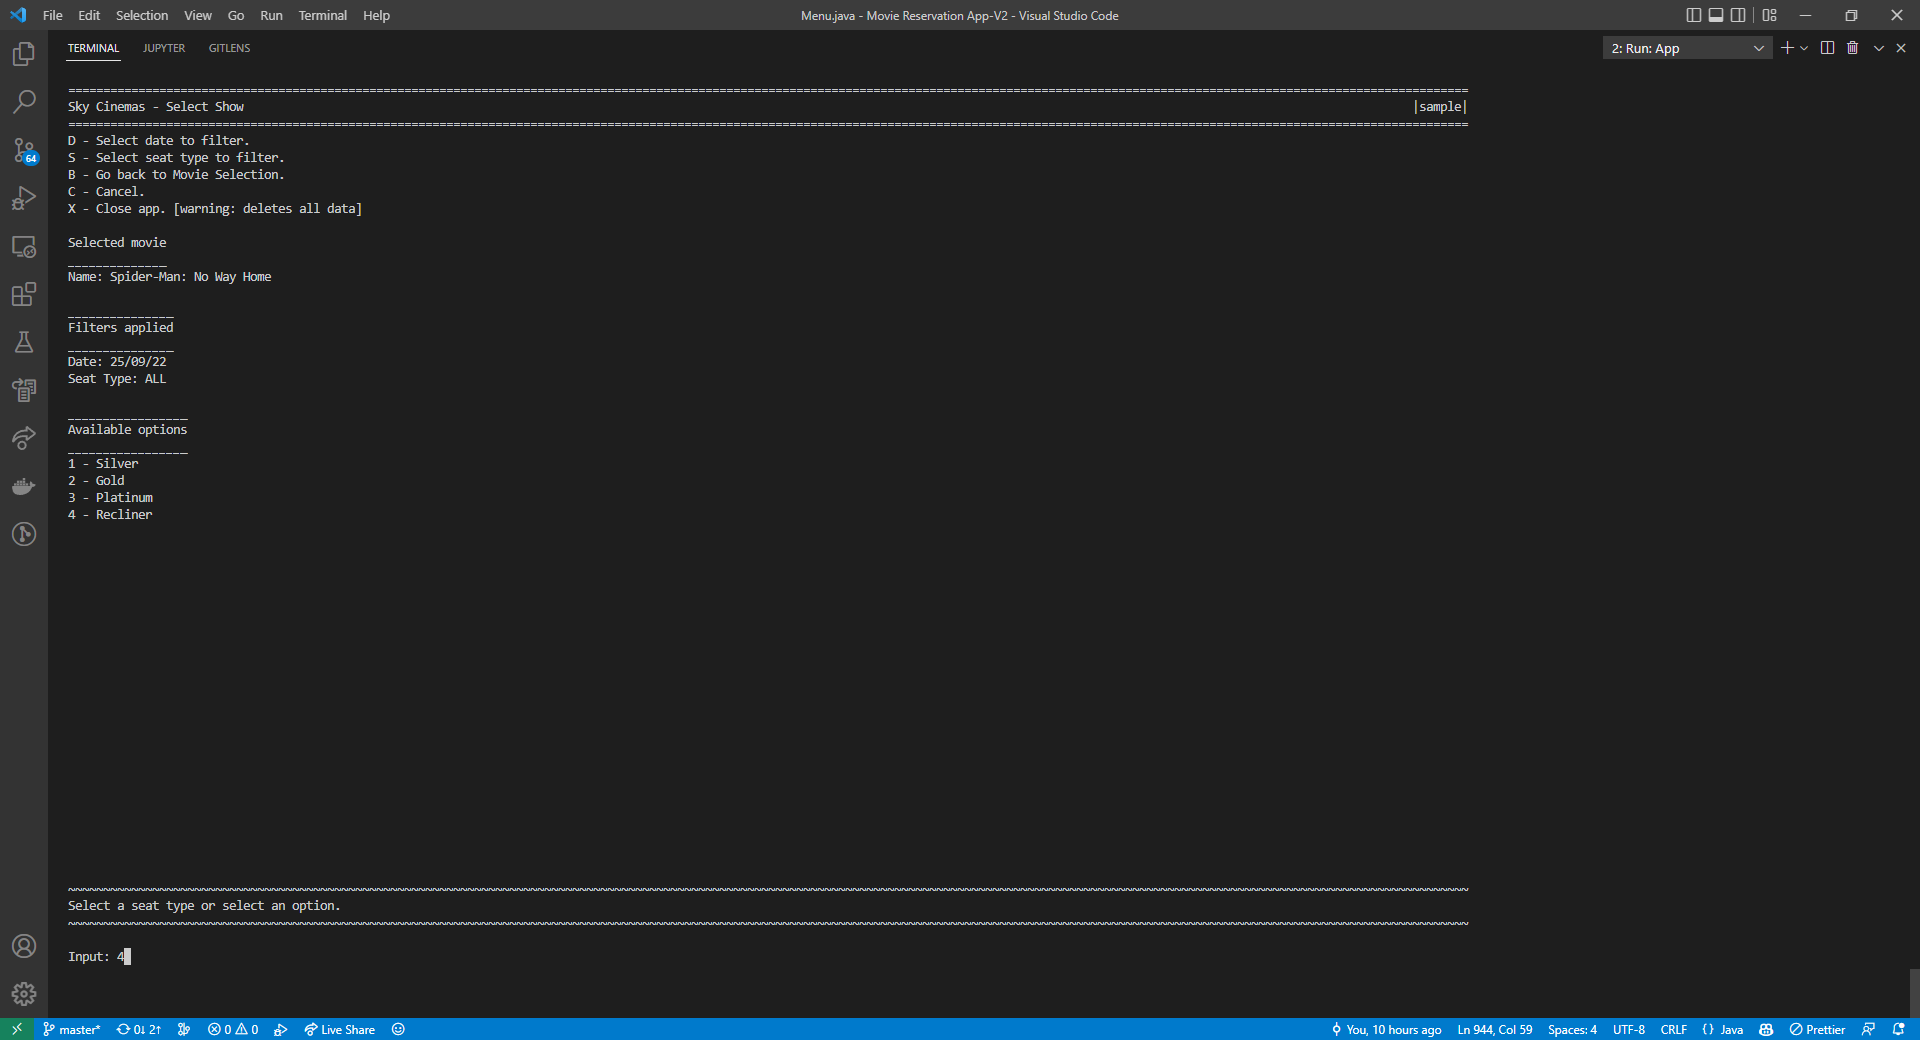 File Edit Selection View Go Run Terminal Help Menu.java - Movie Reservation App-V2 - Visual Studio Code
TERMINAL JUPYTER GITLENS 2: Run: App
Sky Cinemas - Select Show |sample|
D - Select date to filter.
S - Select seat type to filter.
B - Go back to Movie Selection.
C - Cancel.
X - Close app. [warning: deletes all data]
Selected movie
Name: Spider-Man: No Way Home
Filters applied
Date: 25/09/22
Seat Type: ALL
Available options
1 - Silver
2 - Gold
3 - Platinum
4 - Recliner
Select a seat type or select an option.
Input: 4
64
master* 0↓ 2↑ 0 0 Live Share You, 10 hours ago Ln 944, Col 59 Spaces: 4 UTF-8 CRLF {} Java Prettier